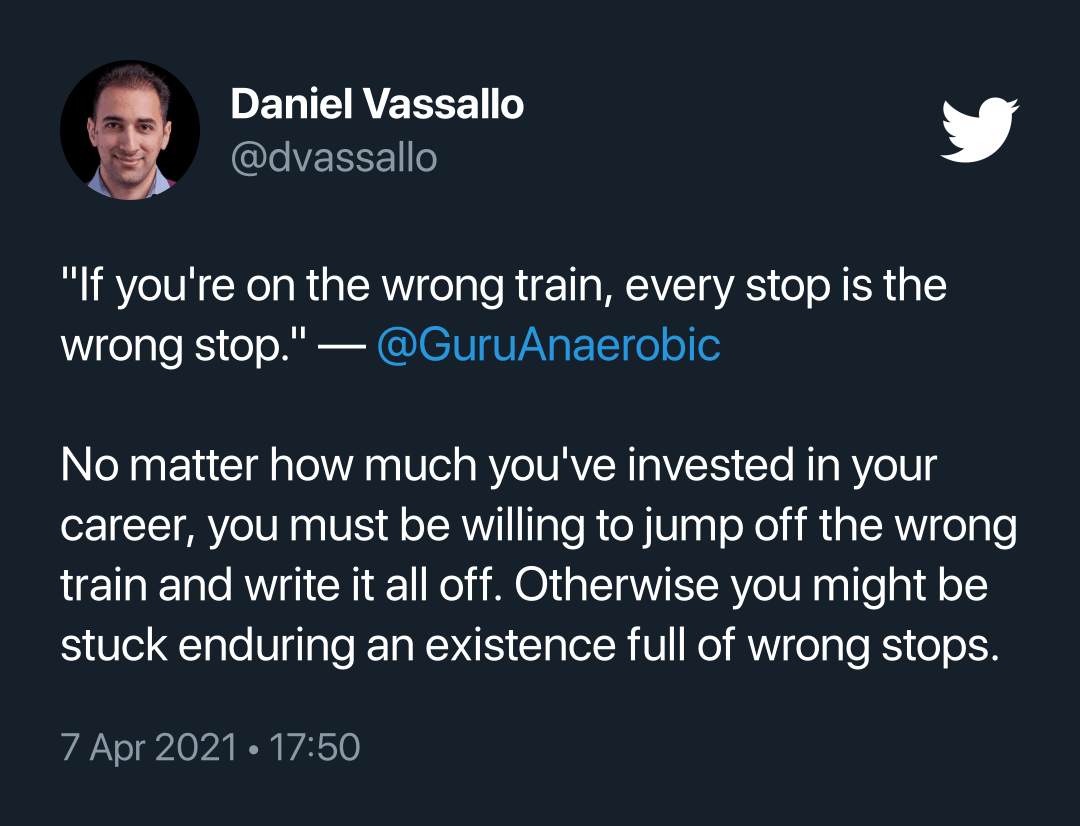 Daniel Vassallo
@dvassallo
"If you're on the wrong train, every stop is the
wrong stop." — @GuruAnaerobic
No matter how much you've invested in your
career, you must be willing to jump off the wrong
train and write it all off. Otherwise you might be
stuck enduring an existence full of wrong stops.
7 Apr 2021 • 17:50